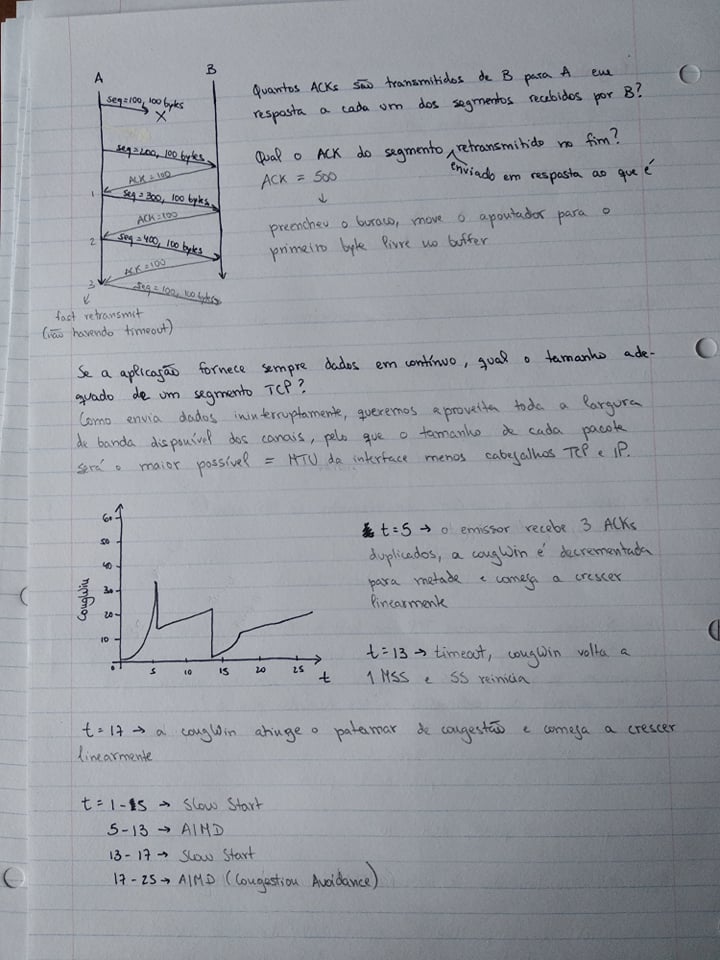 A
B
seq=100, 100 bytes
X
seq=200, 100 bytes
ACK=100
1
seq=300, 100 bytes
ACK=100
2
seq=400, 100 bytes
ACK=100
3
seq=100, 100 bytes
fast retransmit
(não havendo timeout)
Quantos ACKs são transmitidos de B para A em
resposta a cada um dos segmentos recebidos por B?
Qual o ACK do segmento retransmitido no fim?
enviado em resposta ao que é
ACK = 500
↓
preencheu o buraco, move o apontador para o
primeiro byte livre no buffer
Se a aplicação fornece sempre dados em contínuo, qual o tamanho ade-
quado de um segmento TCP?
Como envia dados ininterruptamente, queremos aproveita toda a largura
de banda disponível dos canais, pelo que o tamanho de cada pacote
será o maior possível = MTU da interface menos cabeçalhos TCP e IP.
CongWin
60
50
40
30
20
10
0
5
10
15
20
25
t
t=5 → o emissor recebe 3 ACKs
duplicados, a congWin é decrementada
para metade e começa a crescer
linearmente
t=13 → timeout, congWin volta a
1 MSS e SS reinicia
t=17 → a congWin atinge o patamar de congestão e começa a crescer
linearmente
t=1-5 → Slow Start
5-13 → AIMD
13-17 → Slow Start
17-25 → AIMD (Congestion Avoidance)